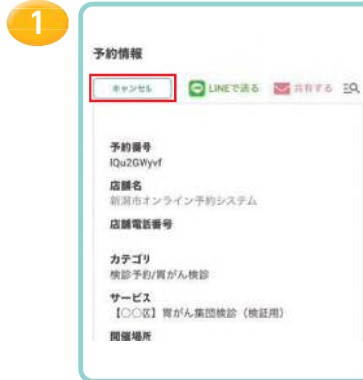 1
予約情報
キャンセル
LINEで送る 共有する
予約番号
IQu2GWyvf
店舗名
新潟市オンライン予約システム
店舗電話番号
カテゴリ
検診予約/胃がん検診
サービス
【○○区】胃がん集団検診（検証用）
開催場所